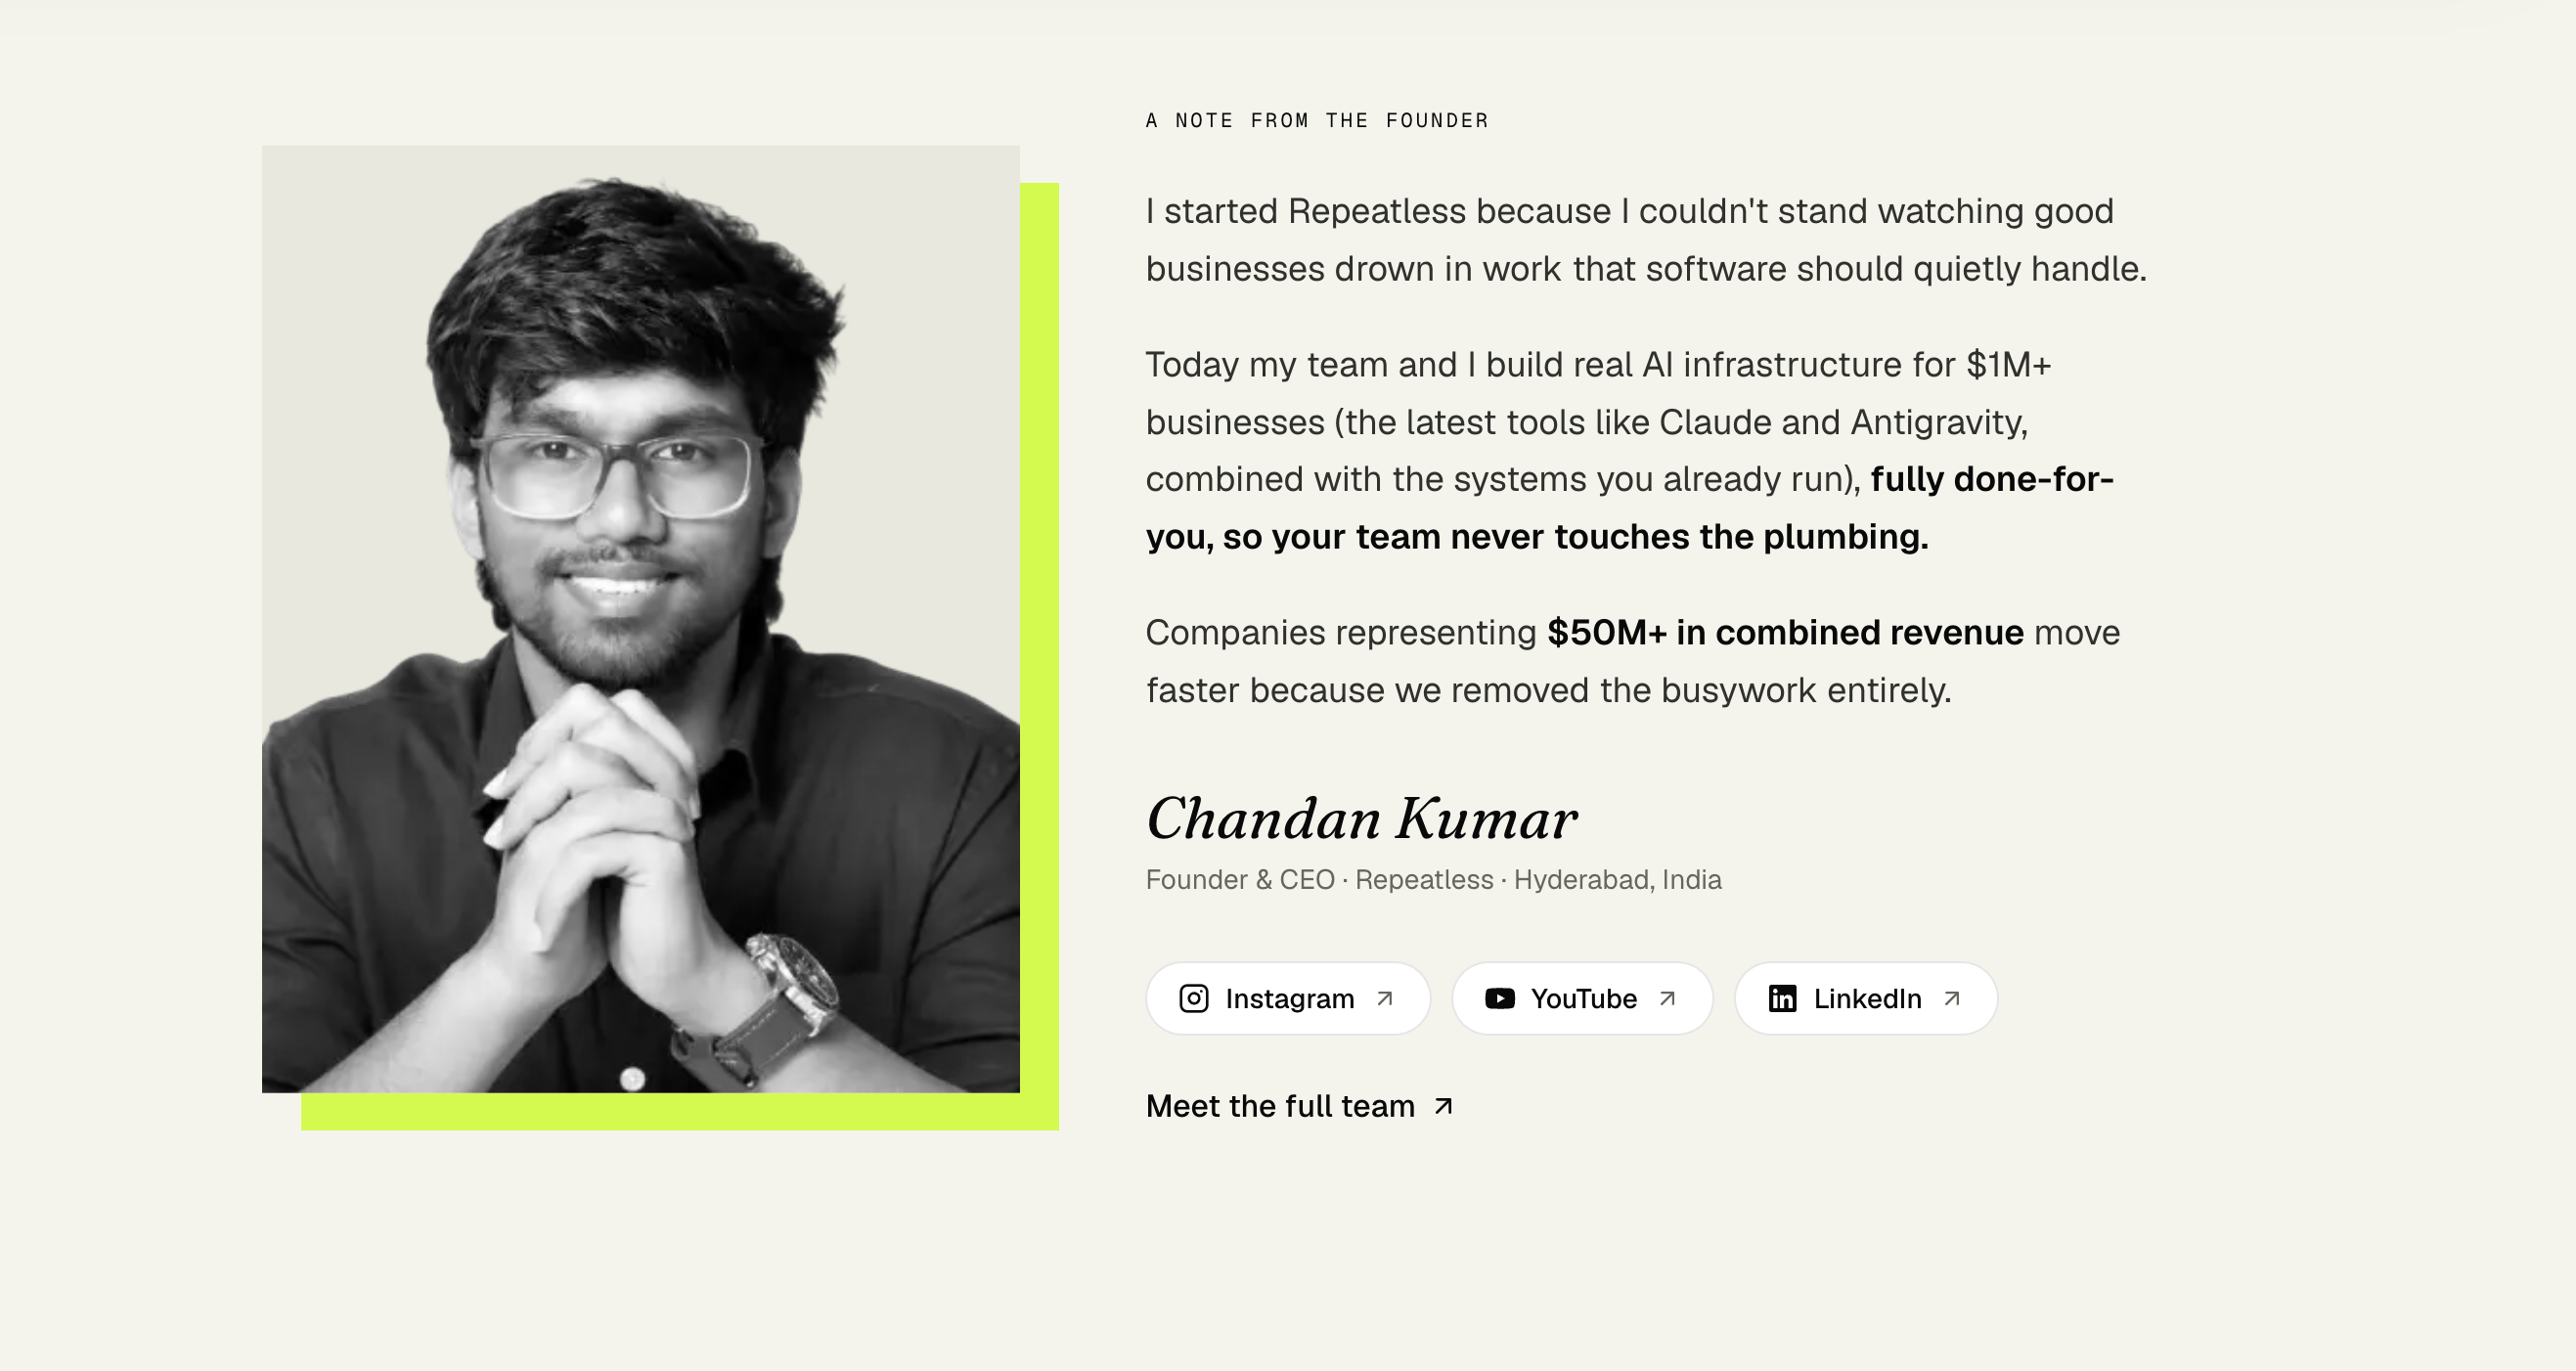 A NOTE FROM THE FOUNDER
I started Repeatless because I couldn't stand watching good
businesses drown in work that software should quietly handle.
Today my team and I build real AI infrastructure for $1M+
businesses (the latest tools like Claude and Antigravity,
combined with the systems you already run), fully done-for-
you, so your team never touches the plumbing.
Companies representing $50M+ in combined revenue move
faster because we removed the busywork entirely.
Chandan Kumar
Founder & CEO · Repeatless · Hyderabad, India
Instagram ↗ YouTube ↗ LinkedIn ↗
Meet the full team ↗